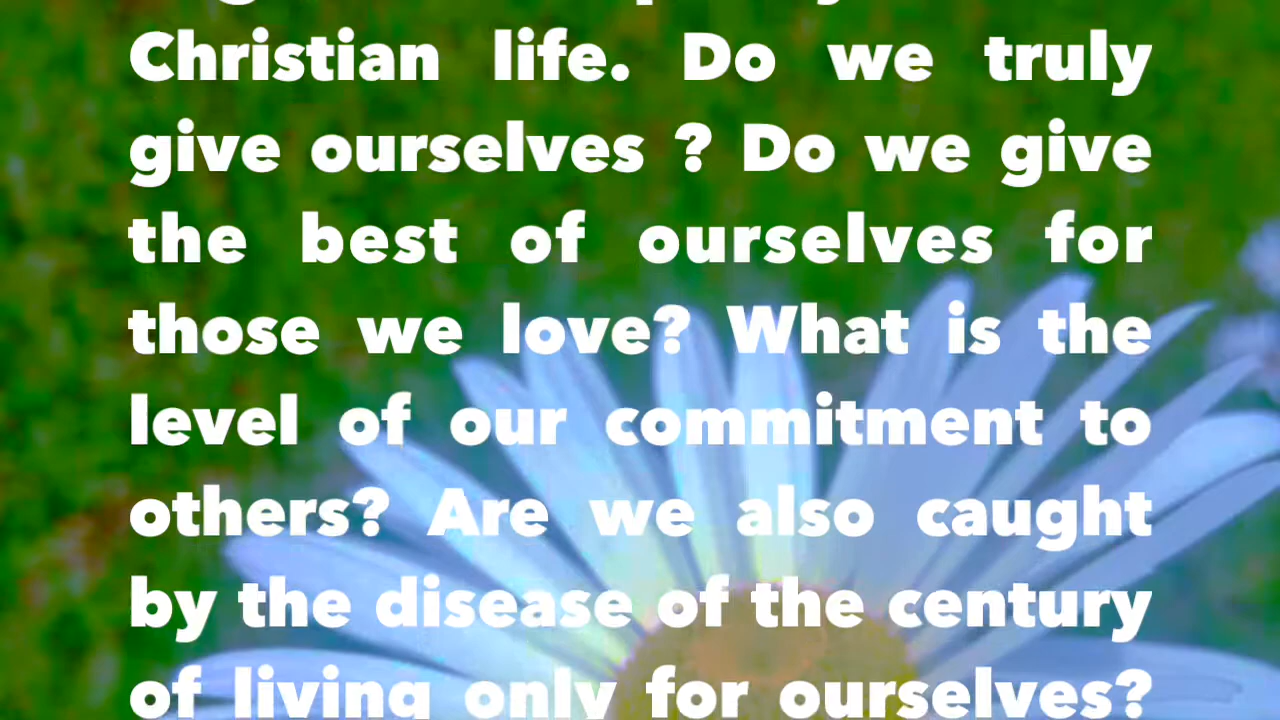 Christian life. Do we truly
give ourselves ? Do we give
the best of ourselves for
those we love? What is the
level of our commitment to
others? Are we also caught
by the disease of the century
of living only for ourselves?